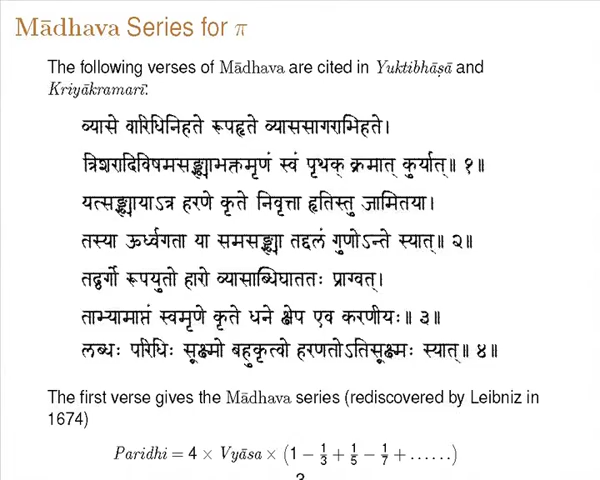 Mādhava Series for π
The following verses of Mādhava are cited in Yuktibhāṣā and
Kriyākramarī:
व्यासे वारिधिनिहते रूपहृते व्याससागराभिहते।
त्रिशरादिविषमसङ्ख्याभक्तमृणं स्वं पृथक् क्रमात् कुर्यात्॥ १॥
यत्सङ्ख्ययाऽत्र हरणे कृते निवृत्ता हृतिस्तु जामितया।
तस्या ऊर्ध्वगता या समसङ्ख्या तद्दलं गुणोऽन्ते स्यात्॥ २॥
तद्वर्गो रूपयुतो हारो व्यासाब्धिघाततः प्राग्वत्।
ताभ्यामाप्तं स्वमृणे कृते धने क्षेप एव करणीयः॥ ३॥
लब्धः परिधिः सूक्ष्मो बहुकृत्वो हरणतोऽतिसूक्ष्मः स्यात्॥ ४॥
The first verse gives the Mādhava series (rediscovered by Leibniz in
1674)
Paridhi = 4 × Vyāsa × (1 − 1/3 + 1/5 − 1/7 + ......)